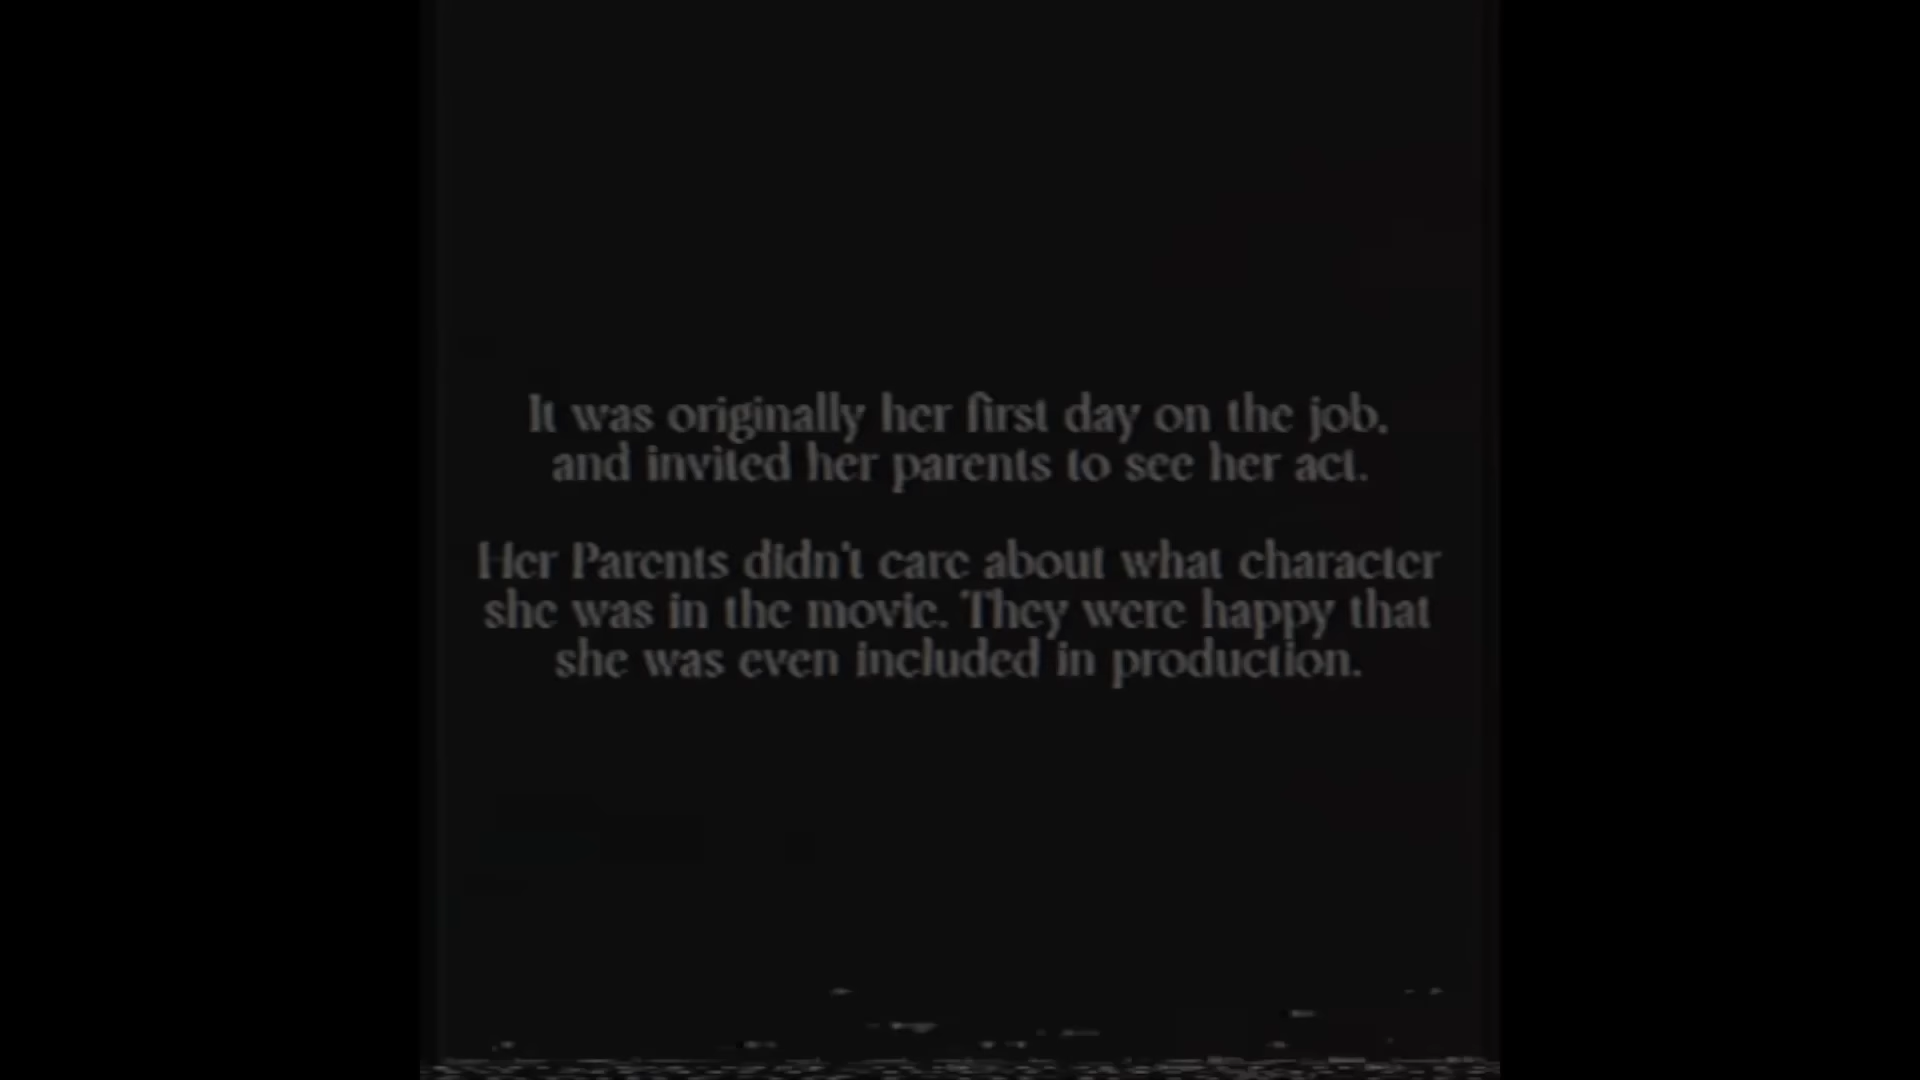 It was originally her first day on the job,
and invited her parents to see her act.
Her Parents didn't care about what character
she was in the movie. They were happy that
she was even included in production.